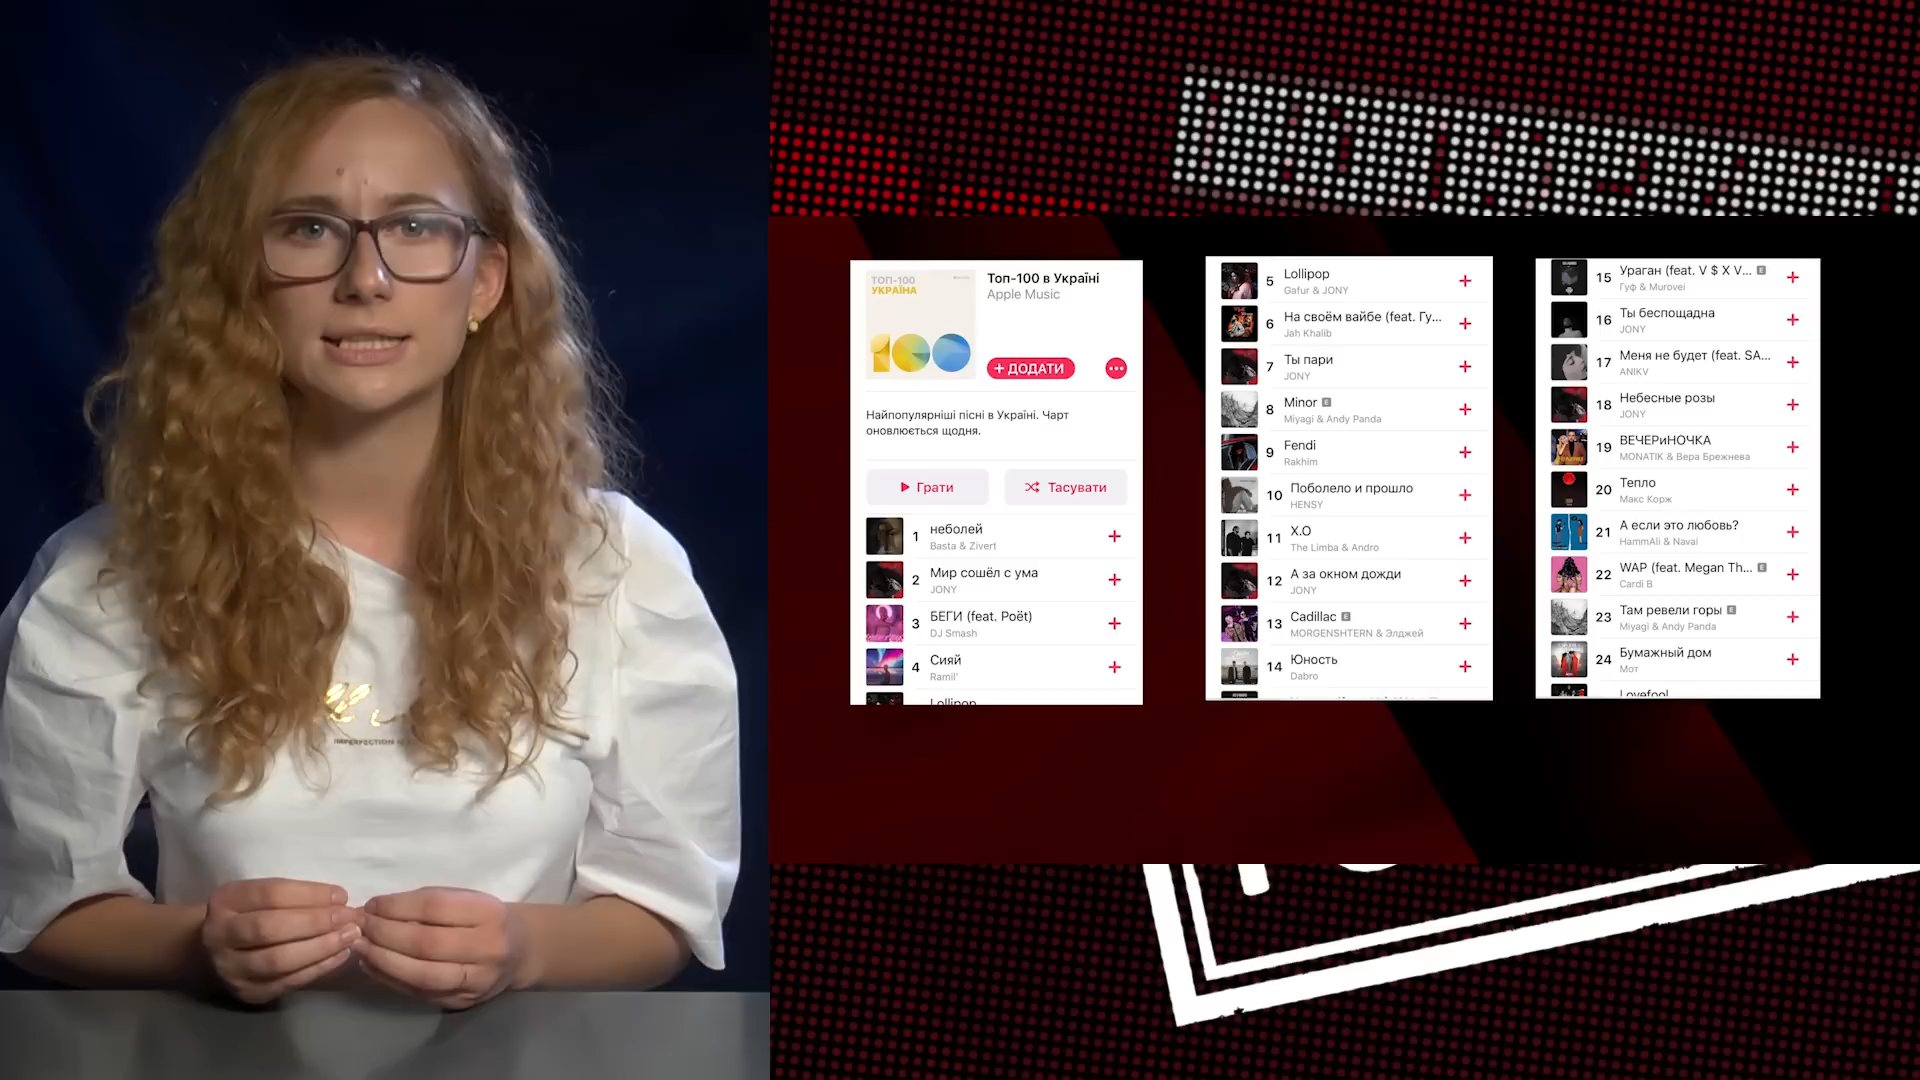 ТОП-100
УКРАЇНА
100
Топ-100 в Україні
Apple Music
+ ДОДАТИ
Найпопулярніші пісні в Україні. Чарт
оновлюється щодня.
Грати
Тасувати
1 неболей
Basta & Zivert
2 Мир сошёл с ума
JONY
3 БЕГИ (feat. Poët)
DJ Smash
4 Сияй
Ramil'
Lollipop
5 Lollipop
Gafur & JONY
6 На своём вайбе (feat. Гу...
Jah Khalib
7 Ты пари
JONY
8 Minor E
Miyagi & Andy Panda
9 Fendi
Rakhim
10 Поболело и прошло
HENSY
11 X.O
The Limba & Andro
12 А за окном дожди
JONY
13 Cadillac E
MORGENSHTERN & Элджей
14 Юность
Dabro
15 Ураган (feat. V $ X V... E
Гуф & Murovei
16 Ты беспощадна
JONY
17 Меня не будет (feat. SA...
ANIKV
18 Небесные розы
JONY
19 ВЕЧЕРиНОЧКА
MONATIK & Вера Брежнева
20 Тепло
Макс Корж
21 А если это любовь?
HammAli & Navai
22 WAP (feat. Megan Th... E
Cardi B
23 Там ревели горы E
Miyagi & Andy Panda
24 Бумажный дом
Мот
Lovefool
IMPERFECTION